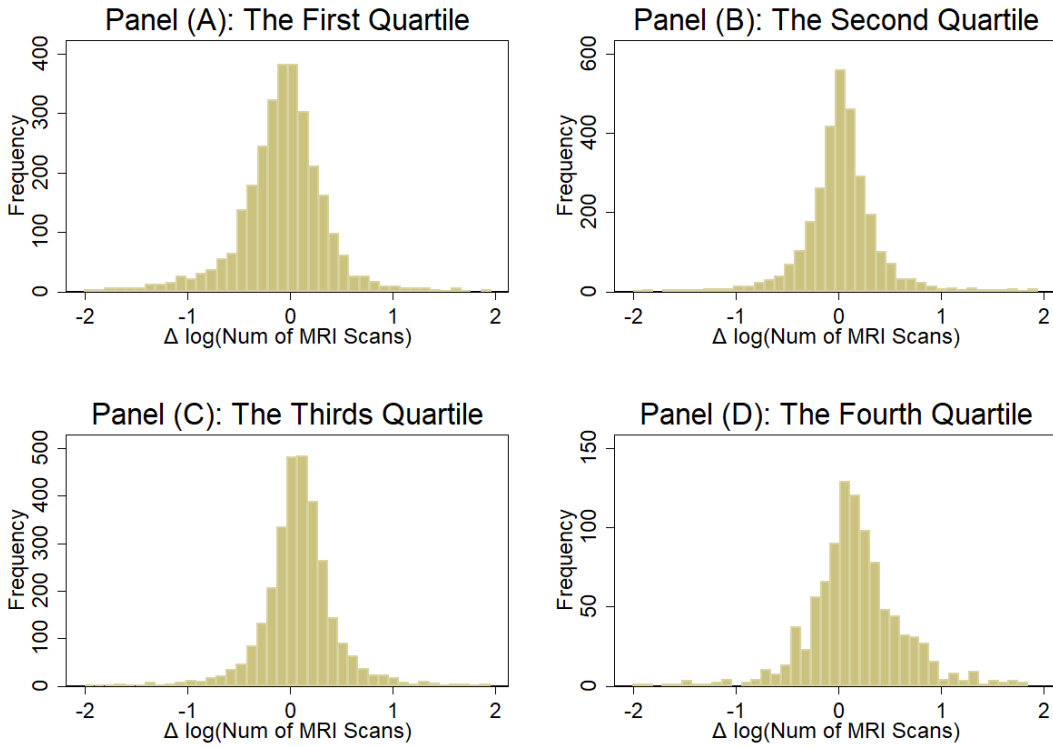 Panel (A): The First Quartile
Frequency
400
300
200
100
0
-2 -1 0 1 2
Δ log(Num of MRI Scans)
Panel (B): The Second Quartile
Frequency
600
400
200
0
-2 -1 0 1 2
Δ log(Num of MRI Scans)
Panel (C): The Thirds Quartile
Frequency
500
400
300
200
100
0
-2 -1 0 1 2
Δ log(Num of MRI Scans)
Panel (D): The Fourth Quartile
Frequency
150
100
50
0
-2 -1 0 1 2
Δ log(Num of MRI Scans)